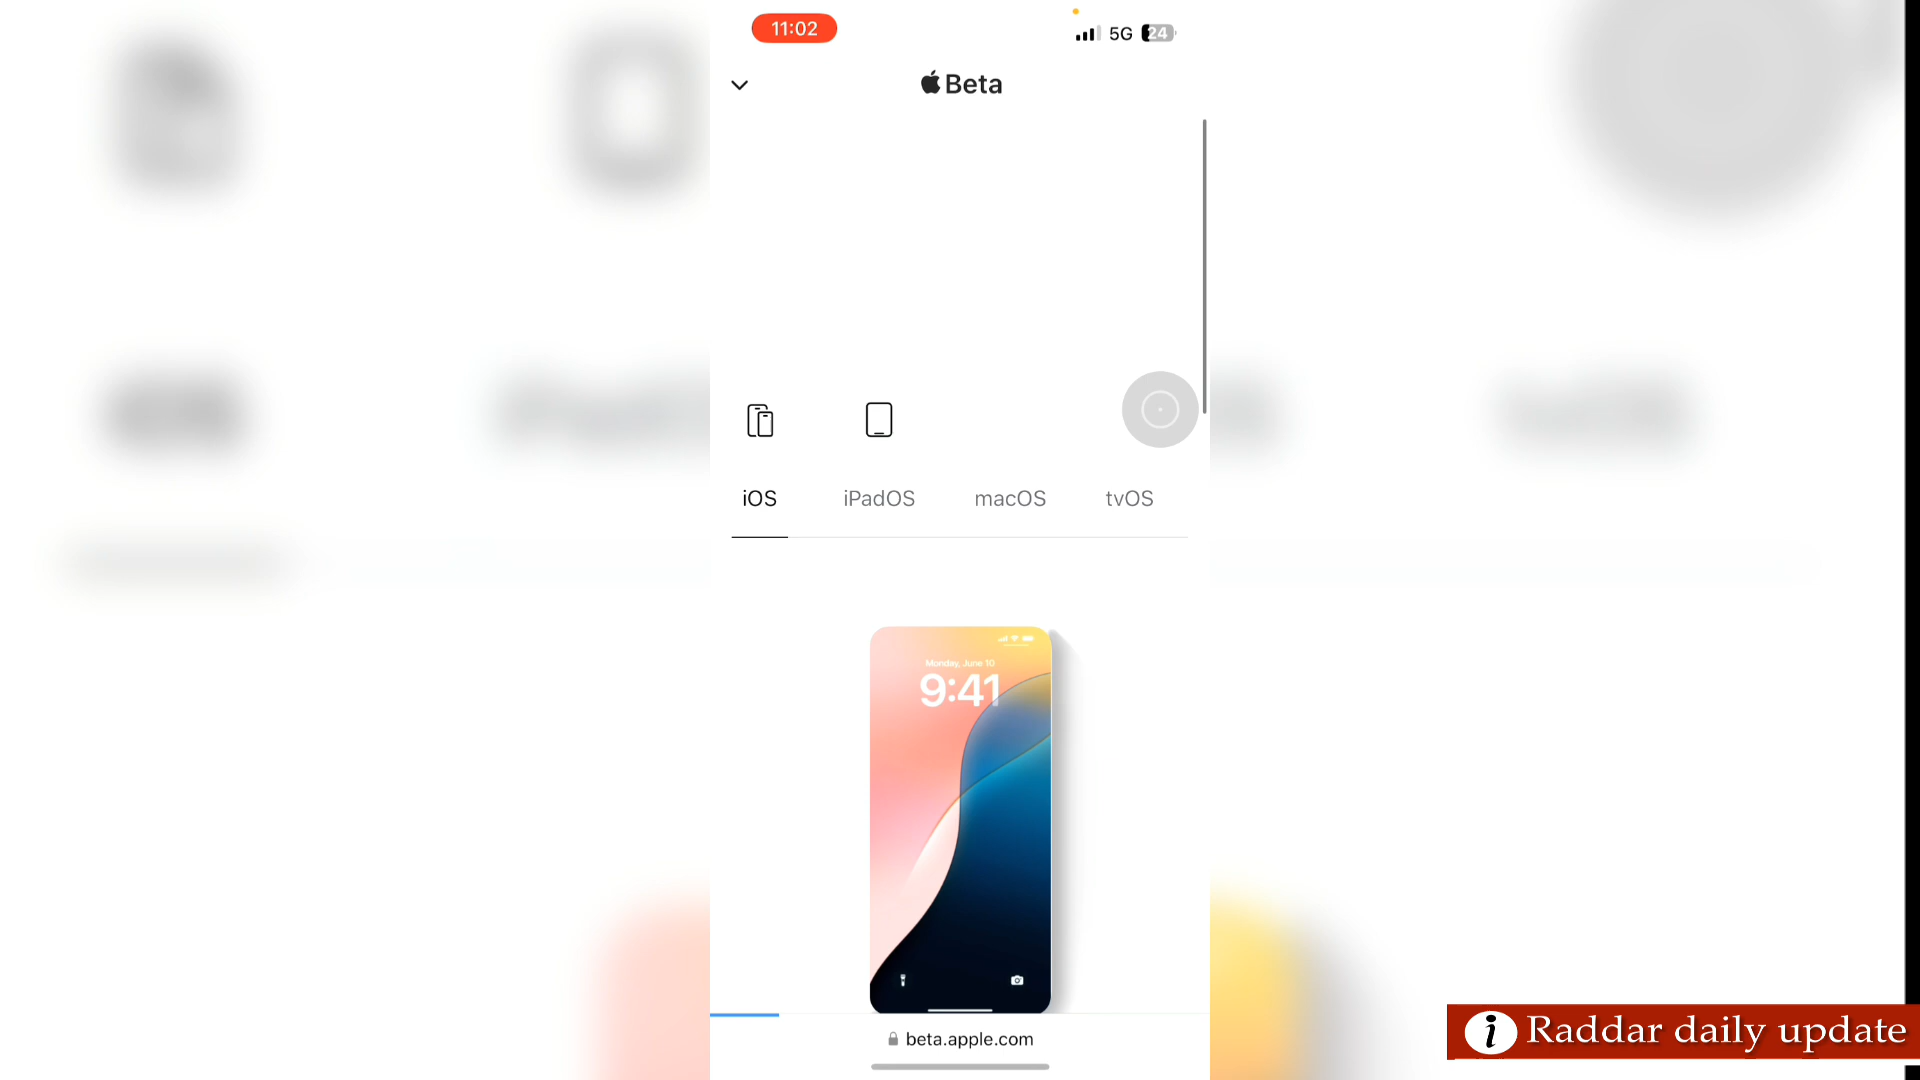 11:02
5G 24
Beta
iOS iPadOS macOS tvOS
Monday, June 10
9:41
beta.apple.com
i Raddar daily update